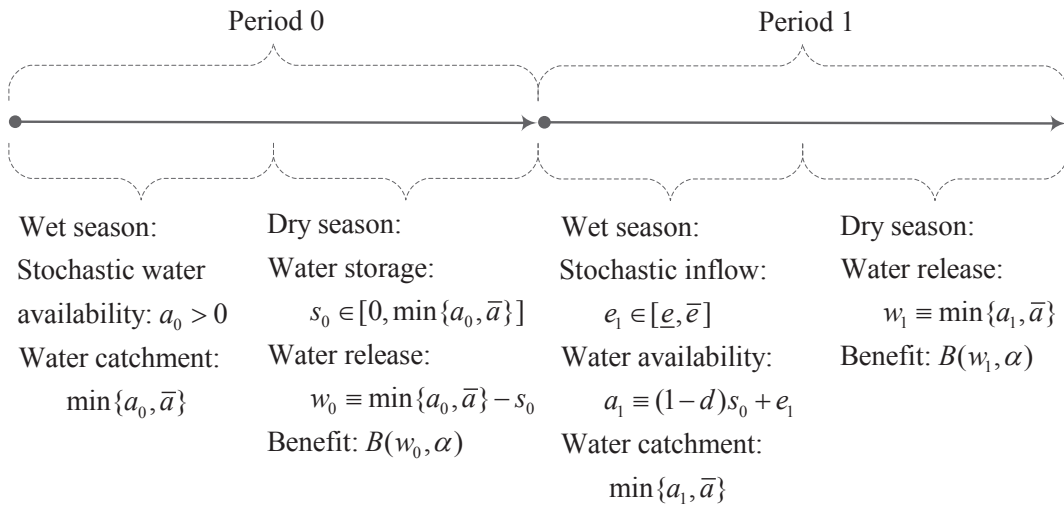 Period 0
Period 1
Wet season:
Stochastic water
availability: a₀ > 0
Water catchment:
min{a₀, a̅}
Dry season:
Water storage:
s₀ ∈ [0, min{a₀, a̅}]
Water release:
w₀ ≡ min{a₀, a̅} − s₀
Benefit: B(w₀, α)
Wet season:
Stochastic inflow:
e₁ ∈ [e̲, e̅]
Water availability:
a₁ ≡ (1 − d)s₀ + e₁
Water catchment:
min{a₁, a̅}
Dry season:
Water release:
w₁ ≡ min{a₁, a̅}
Benefit: B(w₁, α)